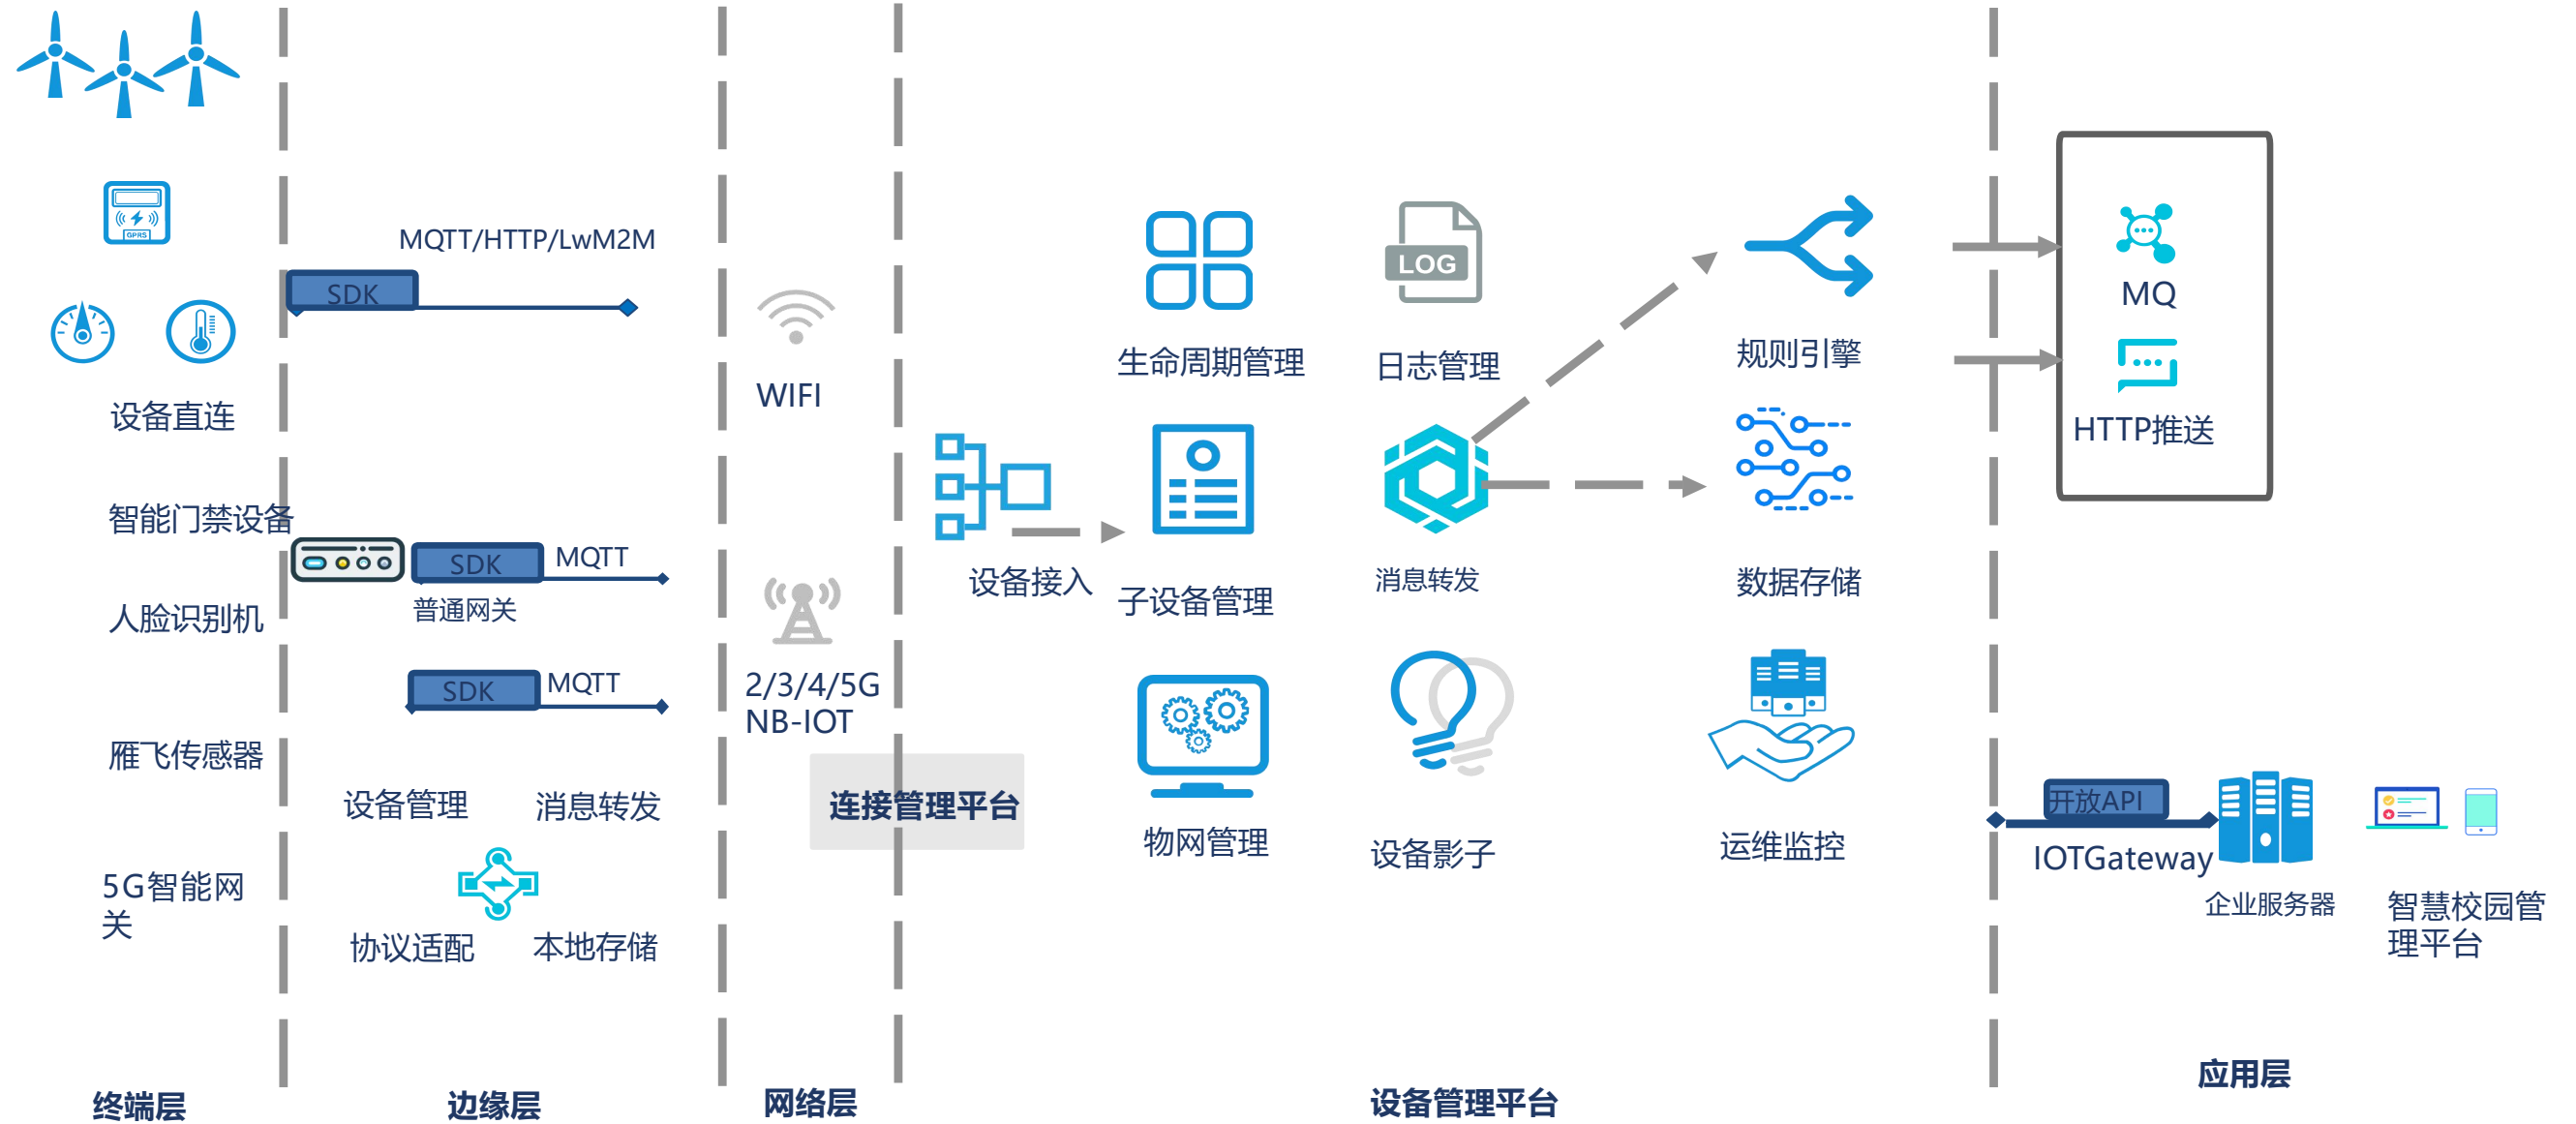 GPRS
设备直连
智能门禁设备
人脸识别机
雁飞传感器
5G智能网
关
终端层
MQTT/HTTP/LwM2M
SDK
SDK
MQTT
普通网关
SDK
MQTT
设备管理
消息转发
协议适配
本地存储
边缘层
WIFI
2/3/4/5G
NB-IOT
连接管理平台
网络层
设备接入
生命周期管理
LOG
日志管理
规则引擎
子设备管理
消息转发
数据存储
物网管理
设备影子
运维监控
设备管理平台
MQ
HTTP推送
开放API
IOTGateway
企业服务器
智慧校园管
理平台
应用层